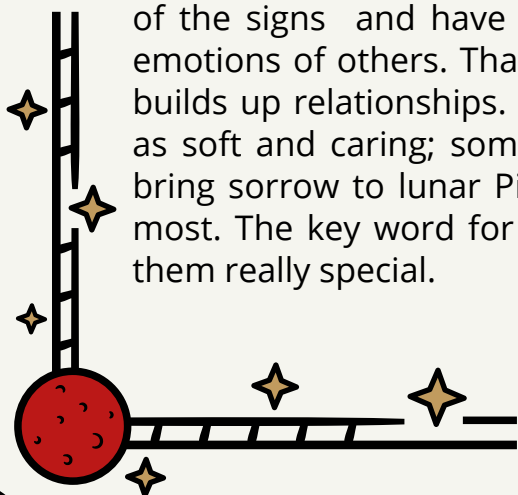 of the signs  and have
emotions of others. Tha
builds up relationships.
as soft and caring; som
bring sorrow to lunar Pi
most. The key word for
them really special.